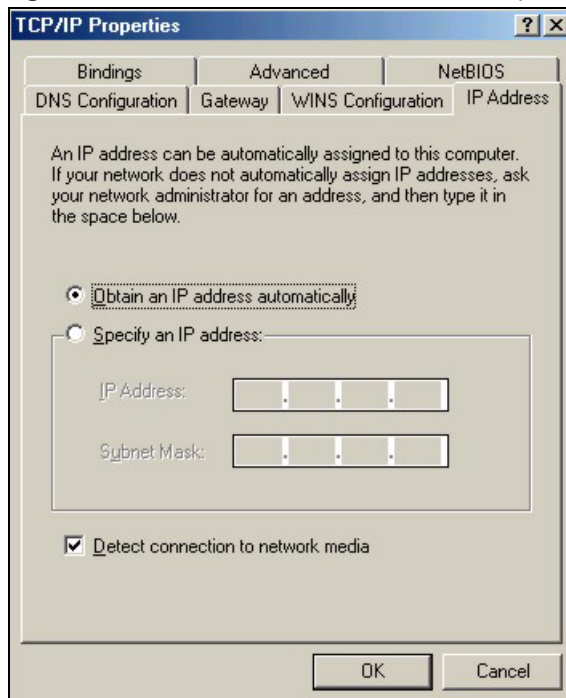 TCP/IP Properties
Bindings Advanced NetBIOS
DNS Configuration Gateway WINS Configuration IP Address
An IP address can be automatically assigned to this computer.
If your network does not automatically assign IP addresses, ask
your network administrator for an address, and then type it in
the space below.
Obtain an IP address automatically
Specify an IP address:
IP Address:
Subnet Mask:
Detect connection to network media
OK Cancel